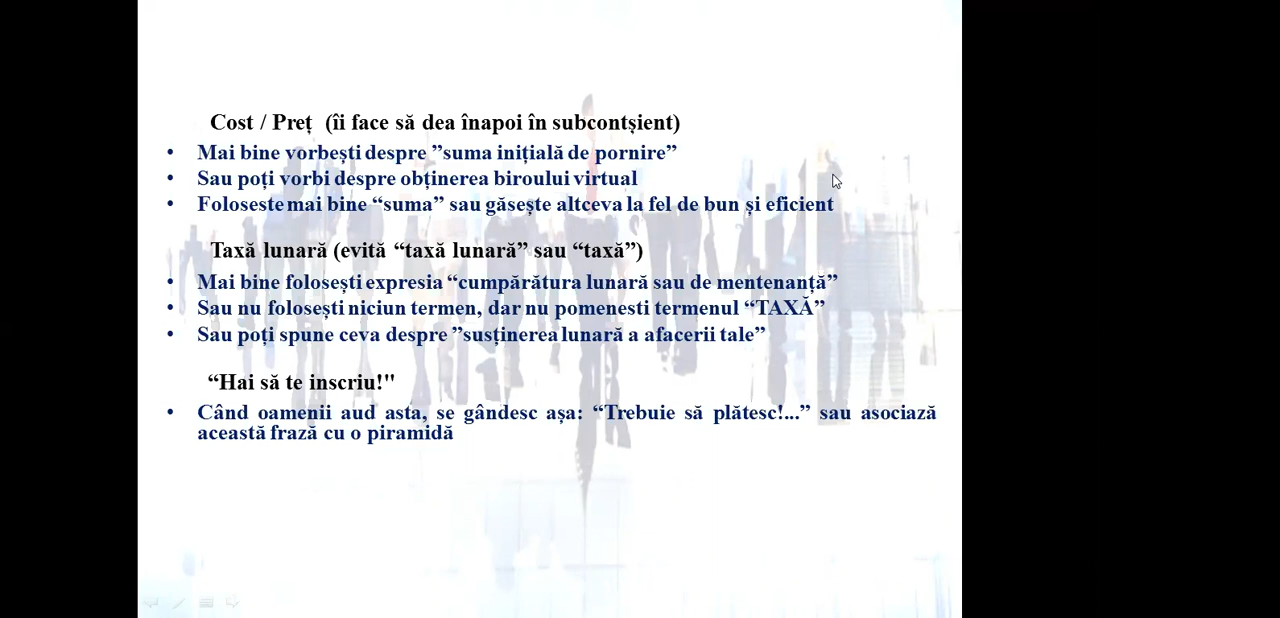 Cost / Preț (îi face să dea înapoi în subcontșient)
• Mai bine vorbești despre ”suma inițială de pornire”
• Sau poți vorbi despre obținerea biroului virtual
• Foloseste mai bine “suma” sau găsește altceva la fel de bun și eficient
Taxă lunară (evită “taxă lunară” sau “taxă”)
• Mai bine folosești expresia “cumpărătura lunară sau de mentenanță”
• Sau nu folosești niciun termen, dar nu pomenesti termenul “TAXĂ”
• Sau poți spune ceva despre ”susținerea lunară a afacerii tale”
“Hai să te inscriu!"
• Când oamenii aud asta, se gândesc așa: “Trebuie să plătesc!...” sau asociază
această frază cu o piramidă